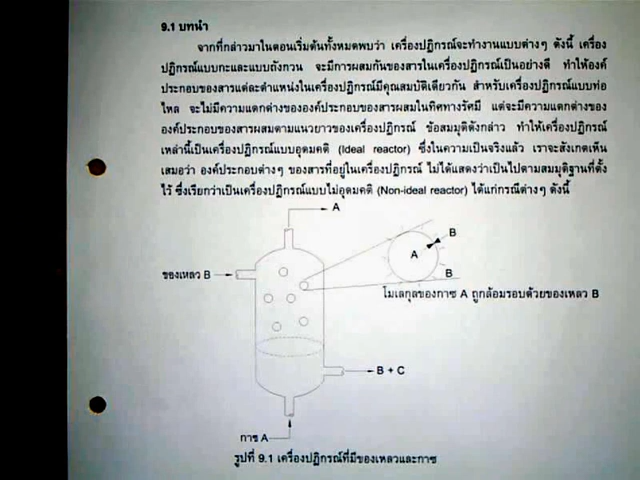 9.1 บทนำ
จากที่กล่าวมาในตอนเริ่มต้นทั้งหมดพบว่า เครื่องปฏิกรณ์จะทำงานแบบต่างๆ ดังนี้ เครื่อง
ปฏิกรณ์แบบกะและแบบถังกวน จะมีการผสมกันของสารในเครื่องปฏิกรณ์เป็นอย่างดี ทำให้องค์
ประกอบของสารแต่ละตำแหน่งในเครื่องปฏิกรณ์มีคุณสมบัติเดียวกัน สำหรับเครื่องปฏิกรณ์แบบท่อ
ไหล จะไม่มีความแตกต่างขององค์ประกอบของสารผสมในทิศทางรัศมี แต่จะมีความแตกต่างของ
องค์ประกอบของสารผสมตามแนวยาวของเครื่องปฏิกรณ์ ข้อสมมุติดังกล่าว ทำให้เครื่องปฏิกรณ์
เหล่านี้เป็นเครื่องปฏิกรณ์แบบอุดมคติ (Ideal reactor) ซึ่งในความเป็นจริงแล้ว เราจะสังเกตเห็น
เสมอว่า องค์ประกอบต่างๆ ของสารที่อยู่ในเครื่องปฏิกรณ์ ไม่ได้แสดงว่าเป็นไปตามสมมุติฐานที่ตั้ง
ไว้ ซึ่งเรียกว่าเป็นเครื่องปฏิกรณ์แบบไม่อุดมคติ (Non-ideal reactor) ได้แก่กรณีต่างๆ ดังนี้
A
B
A
ของเหลว B
B
โมเลกุลของกาซ A ถูกล้อมรอบด้วยของเหลว B
B + C
กาซ A
รูปที่ 9.1 เครื่องปฏิกรณ์ที่มีของเหลวและกาซ